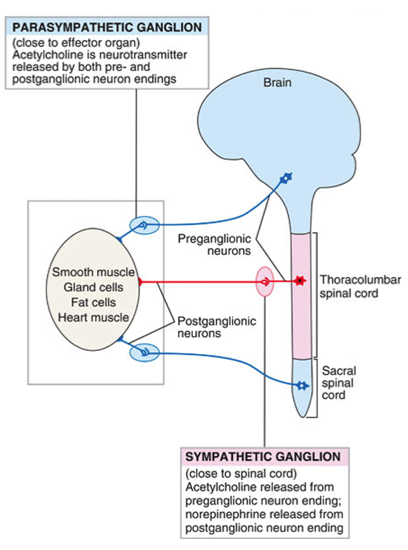 PARASYMPATHETIC GANGLION
(close to effector organ)
Acetylcholine is neurotransmitter
released by both pre- and
postganglionic neuron endings
Brain
Preganglionic
neurons
Smooth muscle
Gland cells
Fat cells
Heart muscle
Thoracolumbar
spinal cord
Postganglionic
neurons
Sacral
spinal
cord
SYMPATHETIC GANGLION
(close to spinal cord)
Acetylcholine released from
preganglionic neuron ending;
norepinephrine released from
postganglionic neuron ending